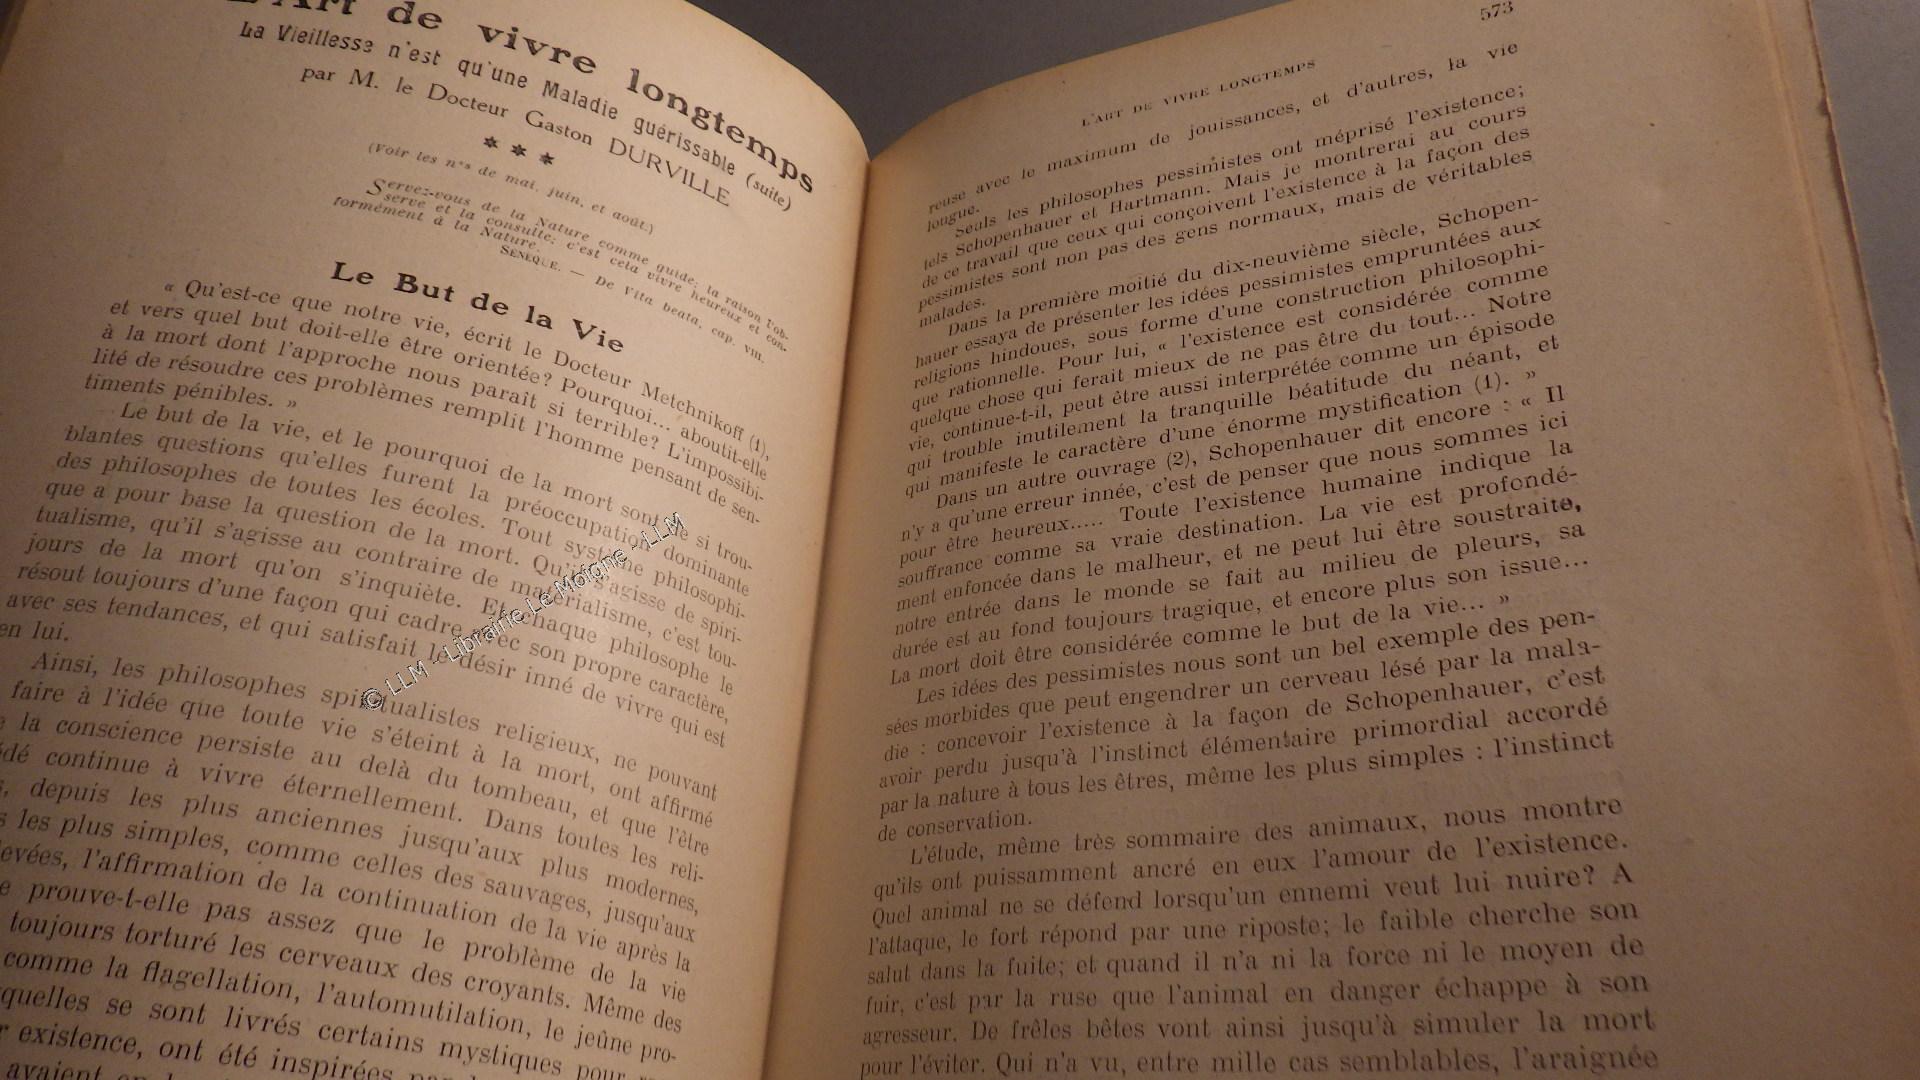 L'Art de vivre longtemps
La Vieillesse n'est qu'une Maladie guérissable (suite)
par M. le Docteur Gaston DURVILLE
* * *
(Voir les nos de mai, juin, et août.)
Servez-vous de la Nature comme guide; la raison l'ob-
serve et la consulte; c'est cela vivre heureux et con-
formément à la Nature.
SENEQUE. — De Vita beata, cap. VIII.
Le But de la Vie
« Qu'est-ce que notre vie, écrit le Docteur Metchnikoff (1),
et vers quel but doit-elle être orientée? Pourquoi... aboutit-elle
à la mort dont l'approche nous paraît si terrible? L'impossibi-
lité de résoudre ces problèmes remplit l'homme pensant de sen-
timents pénibles. »
Le but de la vie, et le pourquoi de la mort sont de si trou-
blantes questions qu'elles furent la préoccupation dominante
des philosophes de toutes les écoles. Tout système philosophi-
que a pour base la question de la mort. Qu'il s'agisse de spiri-
tualisme, qu'il s'agisse au contraire de matérialisme, c'est tou-
jours de la mort qu'on s'inquiète. Et chaque philosophe le
résout toujours d'une façon qui cadre avec son propre caractère,
avec ses tendances, et qui satisfait le désir inné de vivre qui est
en lui.
Ainsi, les philosophes spiritualistes religieux, ne pouvant
faire à l'idée que toute vie s'éteint à la mort, ont affirmé
la conscience persiste au delà du tombeau, et que l'être
continue à vivre éternellement. Dans toutes les reli-
depuis les plus anciennes jusqu'aux plus modernes,
les plus simples, comme celles des sauvages, jusqu'aux
l'affirmation de la continuation de la vie après la
prouve-t-elle pas assez que le problème de la vie
toujours torturé les cerveaux des croyants. Même des
comme la flagellation, l'automutilation, le jeûne pro-
quelles se sont livrés certains mystiques pour
existence, ont été inspirées
avaient
© LLM - Librairie Le Moigne - LLM
573
L'ART DE VIVRE LONGTEMPS
reuse avec le maximum de jouissances, et d'autres, la vie
longue.
Seuls les philosophes pessimistes ont méprisé l'existence;
tels Schopenhauer et Hartmann. Mais je montrerai au cours
de ce travail que ceux qui conçoivent l'existence à la façon des
pessimistes sont non pas des gens normaux, mais de véritables
malades.
Dans la première moitié du dix-neuvième siècle, Schopen-
hauer essaya de présenter les idées pessimistes empruntées aux
religions hindoues, sous forme d'une construction philosophi-
que rationnelle. Pour lui, « l'existence est considérée comme
quelque chose qui ferait mieux de ne pas être du tout... Notre
vie, continue-t-il, peut être aussi interprétée comme un épisode
qui trouble inutilement la tranquille béatitude du néant, et
qui manifeste le caractère d'une énorme mystification (1). »
Dans un autre ouvrage (2), Schopenhauer dit encore : « Il
n'y a qu'une erreur innée, c'est de penser que nous sommes ici
pour être heureux..... Toute l'existence humaine indique la
souffrance comme sa vraie destination. La vie est profondé-
ment enfoncée dans le malheur, et ne peut lui être soustraite,
notre entrée dans le monde se fait au milieu de pleurs, sa
durée est au fond toujours tragique, et encore plus son issue...
La mort doit être considérée comme le but de la vie... »
Les idées des pessimistes nous sont un bel exemple des pen-
sées morbides que peut engendrer un cerveau lésé par la mala-
die : concevoir l'existence à la façon de Schopenhauer, c'est
avoir perdu jusqu'à l'instinct élémentaire primordial accordé
par la nature à tous les êtres, même les plus simples : l'instinct
de conservation.
L'étude, même très sommaire des animaux, nous montre
qu'ils ont puissamment ancré en eux l'amour de l'existence.
Quel animal ne se défend lorsqu'un ennemi veut lui nuire? A
l'attaque, le fort répond par une riposte; le faible cherche son
salut dans la fuite; et quand il n'a ni la force ni le moyen de
fuir, c'est par la ruse que l'animal en danger échappe à son
agresseur. De frêles bêtes vont ainsi jusqu'à simuler la mort
pour l'éviter. Qui n'a vu, entre mille cas semblables, l'araignée